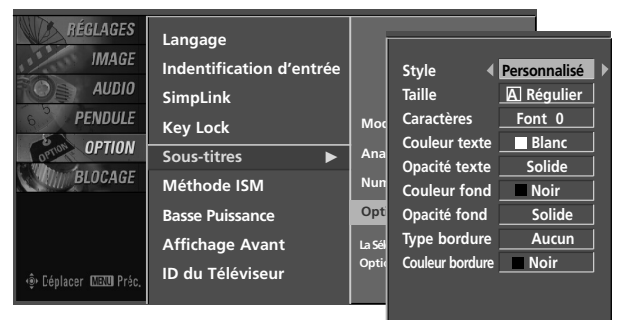 RÉGLAGES
IMAGE
AUDIO
PENDULE
OPTION
BLOCAGE
Déplacer MENU Préc.
Langage
Indentification d'entrée
SimpLink
Key Lock
Sous-titres
Méthode ISM
Basse Puissance
Affichage Avant
ID du Téléviseur
Mod
Ana
Num
Opti
La Sél
Optio
Style Personnalisé
Taille A Régulier
Caractères Font 0
Couleur texte Blanc
Opacité texte Solide
Couleur fond Noir
Opacité fond Solide
Type bordure Aucun
Couleur bordure Noir